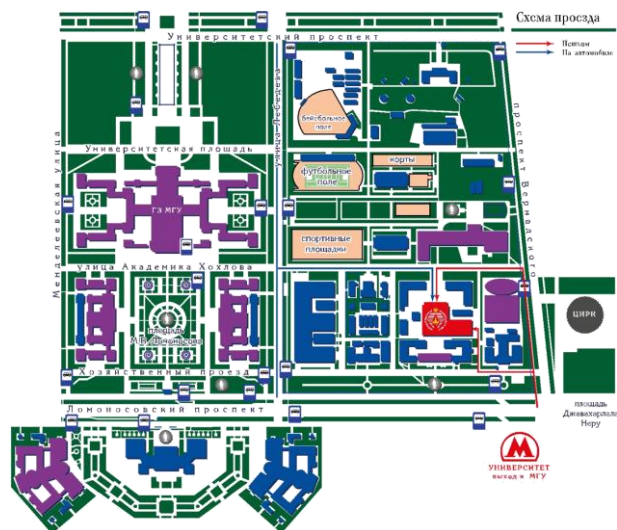 Схема проезда
Пешком
На автомобиле
Университетский проспект
улица Лебедева
бейсбольное
поле
проспект Вернадского
Менделеевская улица
Университетская площадь
корты
футбольное
поле
ГЗ МГУ
спортивные
площадки
улица Академика Хохлова
площадь
М.В. Ломоносова
ЦИРК
Хозяйственный проезд
Ломоносовский проспект
площадь
Джавахарлала
Неру
М
УНИВЕРСИТЕТ
выход к МГУ